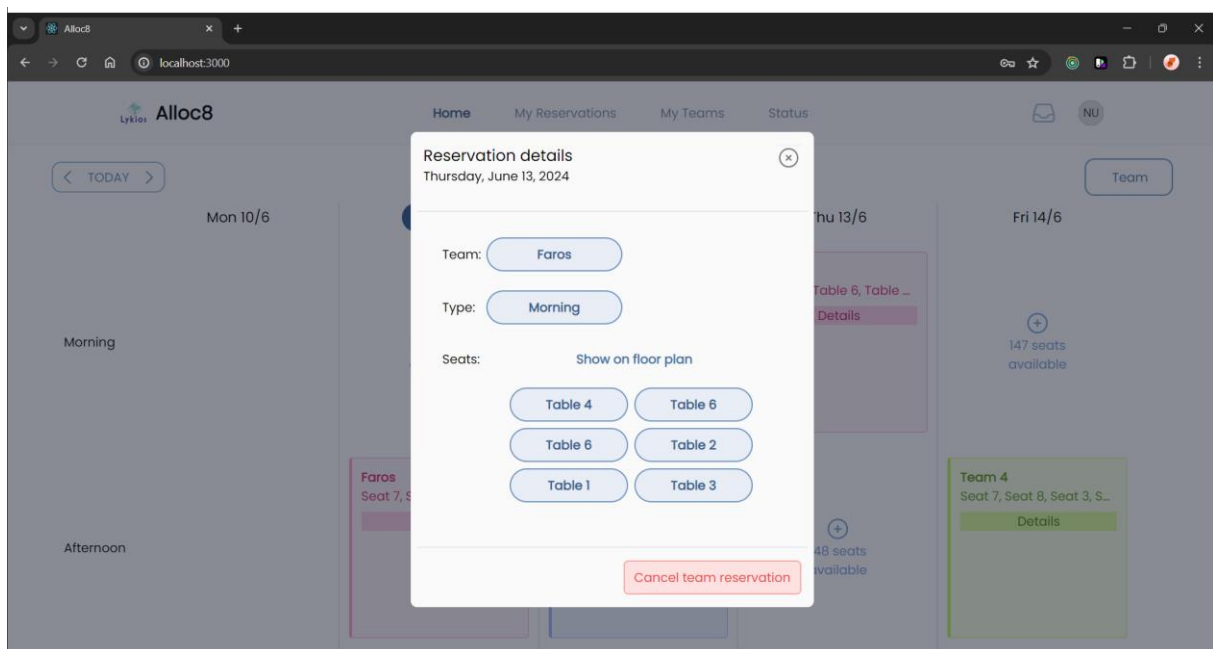 Alloc8
localhost:3000
Lykios Alloc8
Home My Reservations My Teams Status
NU
TODAY
Team
Mon 10/6
hu 13/6
Fri 14/6
Reservation details
Thursday, June 13, 2024
Team: Faros
Type: Morning
Seats: Show on floor plan
Table 4 Table 6
Table 6 Table 2
Table 1 Table 3
Cancel team reservation
Table 6, Table ...
Details
Morning
147 seats
available
Faros
Seat 7, S
Team 4
Seat 7, Seat 8, Seat 3, S...
Details
Afternoon
48 seats
available